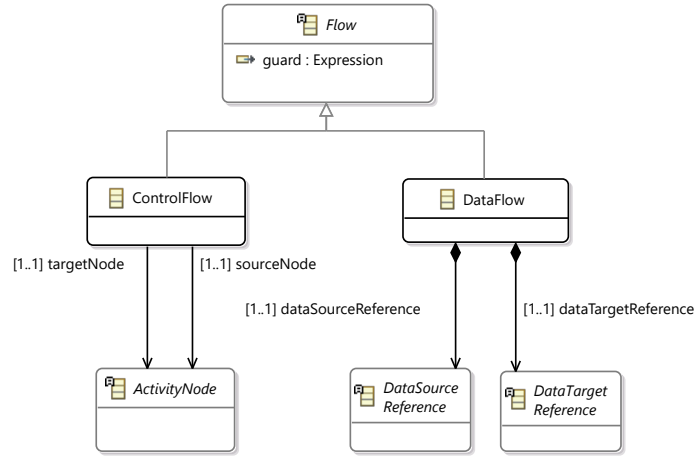 Flow
guard : Expression
ControlFlow
DataFlow
[1..1] targetNode
[1..1] sourceNode
[1..1] dataSourceReference
[1..1] dataTargetReference
ActivityNode
DataSource
Reference
DataTarget
Reference